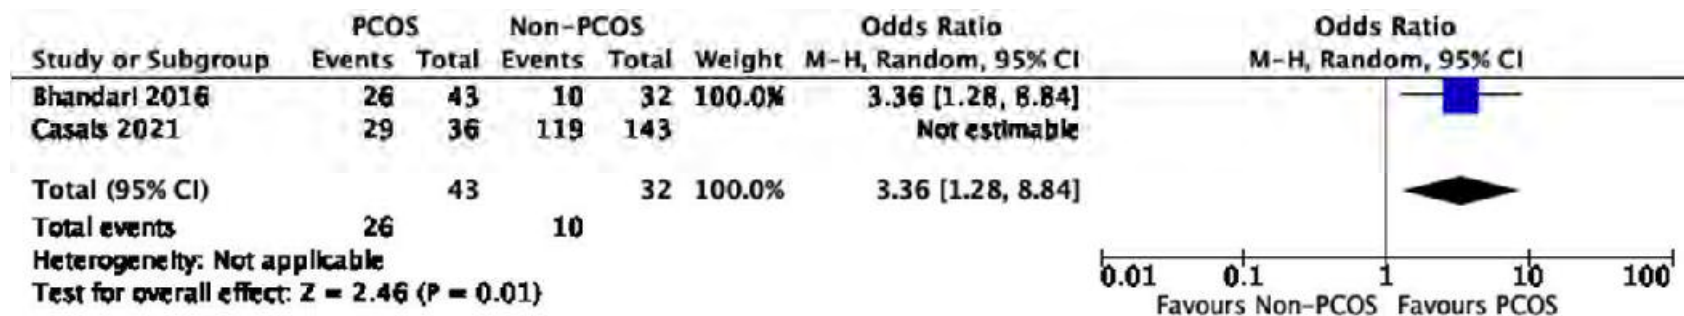 PCOS Non-PCOS Odds Ratio Odds Ratio
Study or Subgroup Events Total Events Total Weight M-H, Random, 95% CI M-H, Random, 95% CI
Bhandari 2016 26 43 10 32 100.0% 3.36 [1.28, 8.84]
Casals 2021 29 36 119 143 Not estimable
Total (95% CI) 43 32 100.0% 3.36 [1.28, 8.84]
Total events 26 10
Heterogeneity: Not applicable
Test for overall effect: Z = 2.46 (P = 0.01)
0.01 0.1 1 10 100
Favours Non-PCOS Favours PCOS